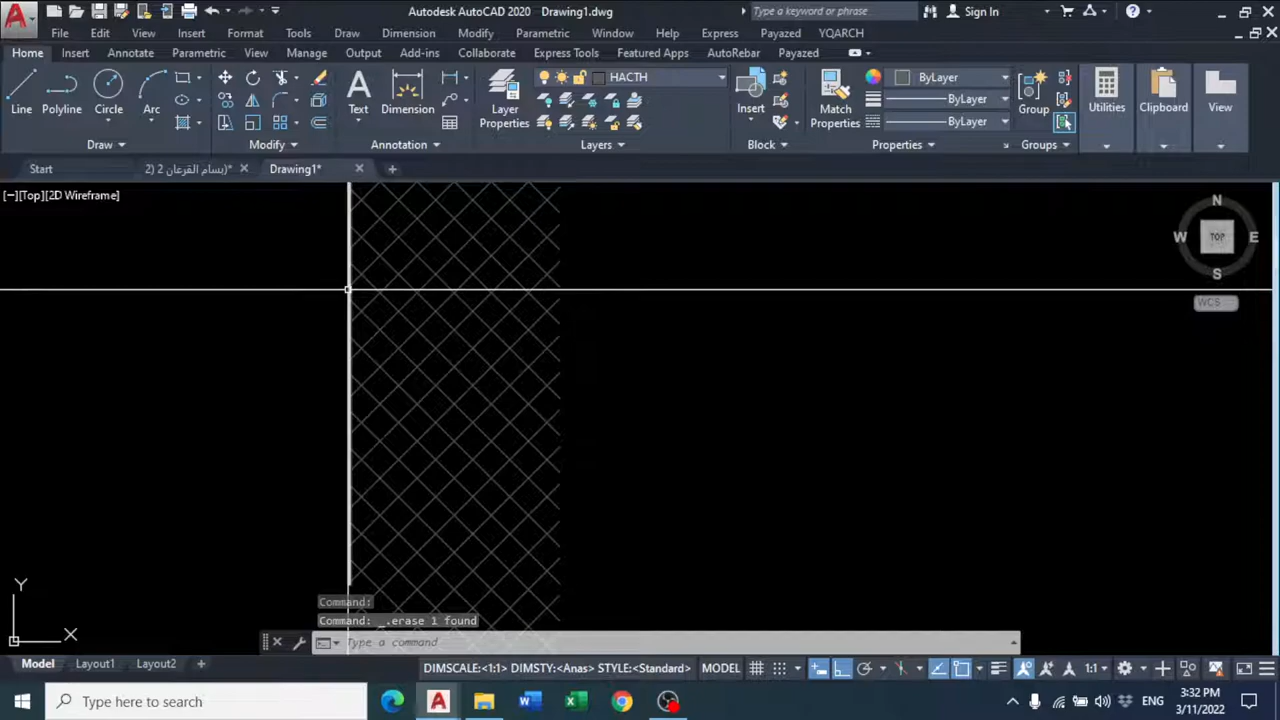 Autodesk AutoCAD 2020 Drawing1.dwg
Type a keyword or phrase
Sign In
File Edit View Insert Format Tools Draw Dimension Modify Parametric Window Help Express Payazed YQARCH
Home Insert Annotate Parametric View Manage Output Add-ins Collaborate Express Tools Featured Apps AutoRebar Payazed
HACTH
ByLayer
ByLayer
ByLayer
Line Polyline Circle Arc
Text Dimension
Layer Properties
Insert
Match Properties
Group
Utilities
Clipboard
View
Draw Modify Annotation Layers Block Properties Groups
Start
بسام القرعان 2 (2*
Drawing1*
[−][Top][2D Wireframe]
N
W TOP E
S
WCS
Y
X
Command:
Command: _.erase 1 found
Type a command
Model Layout1 Layout2
DIMSCALE:<1:1> DIMSTY:<Anas> STYLE:<Standard>
MODEL
1:1
Type here to search
ENG
3:32 PM
3/11/2022